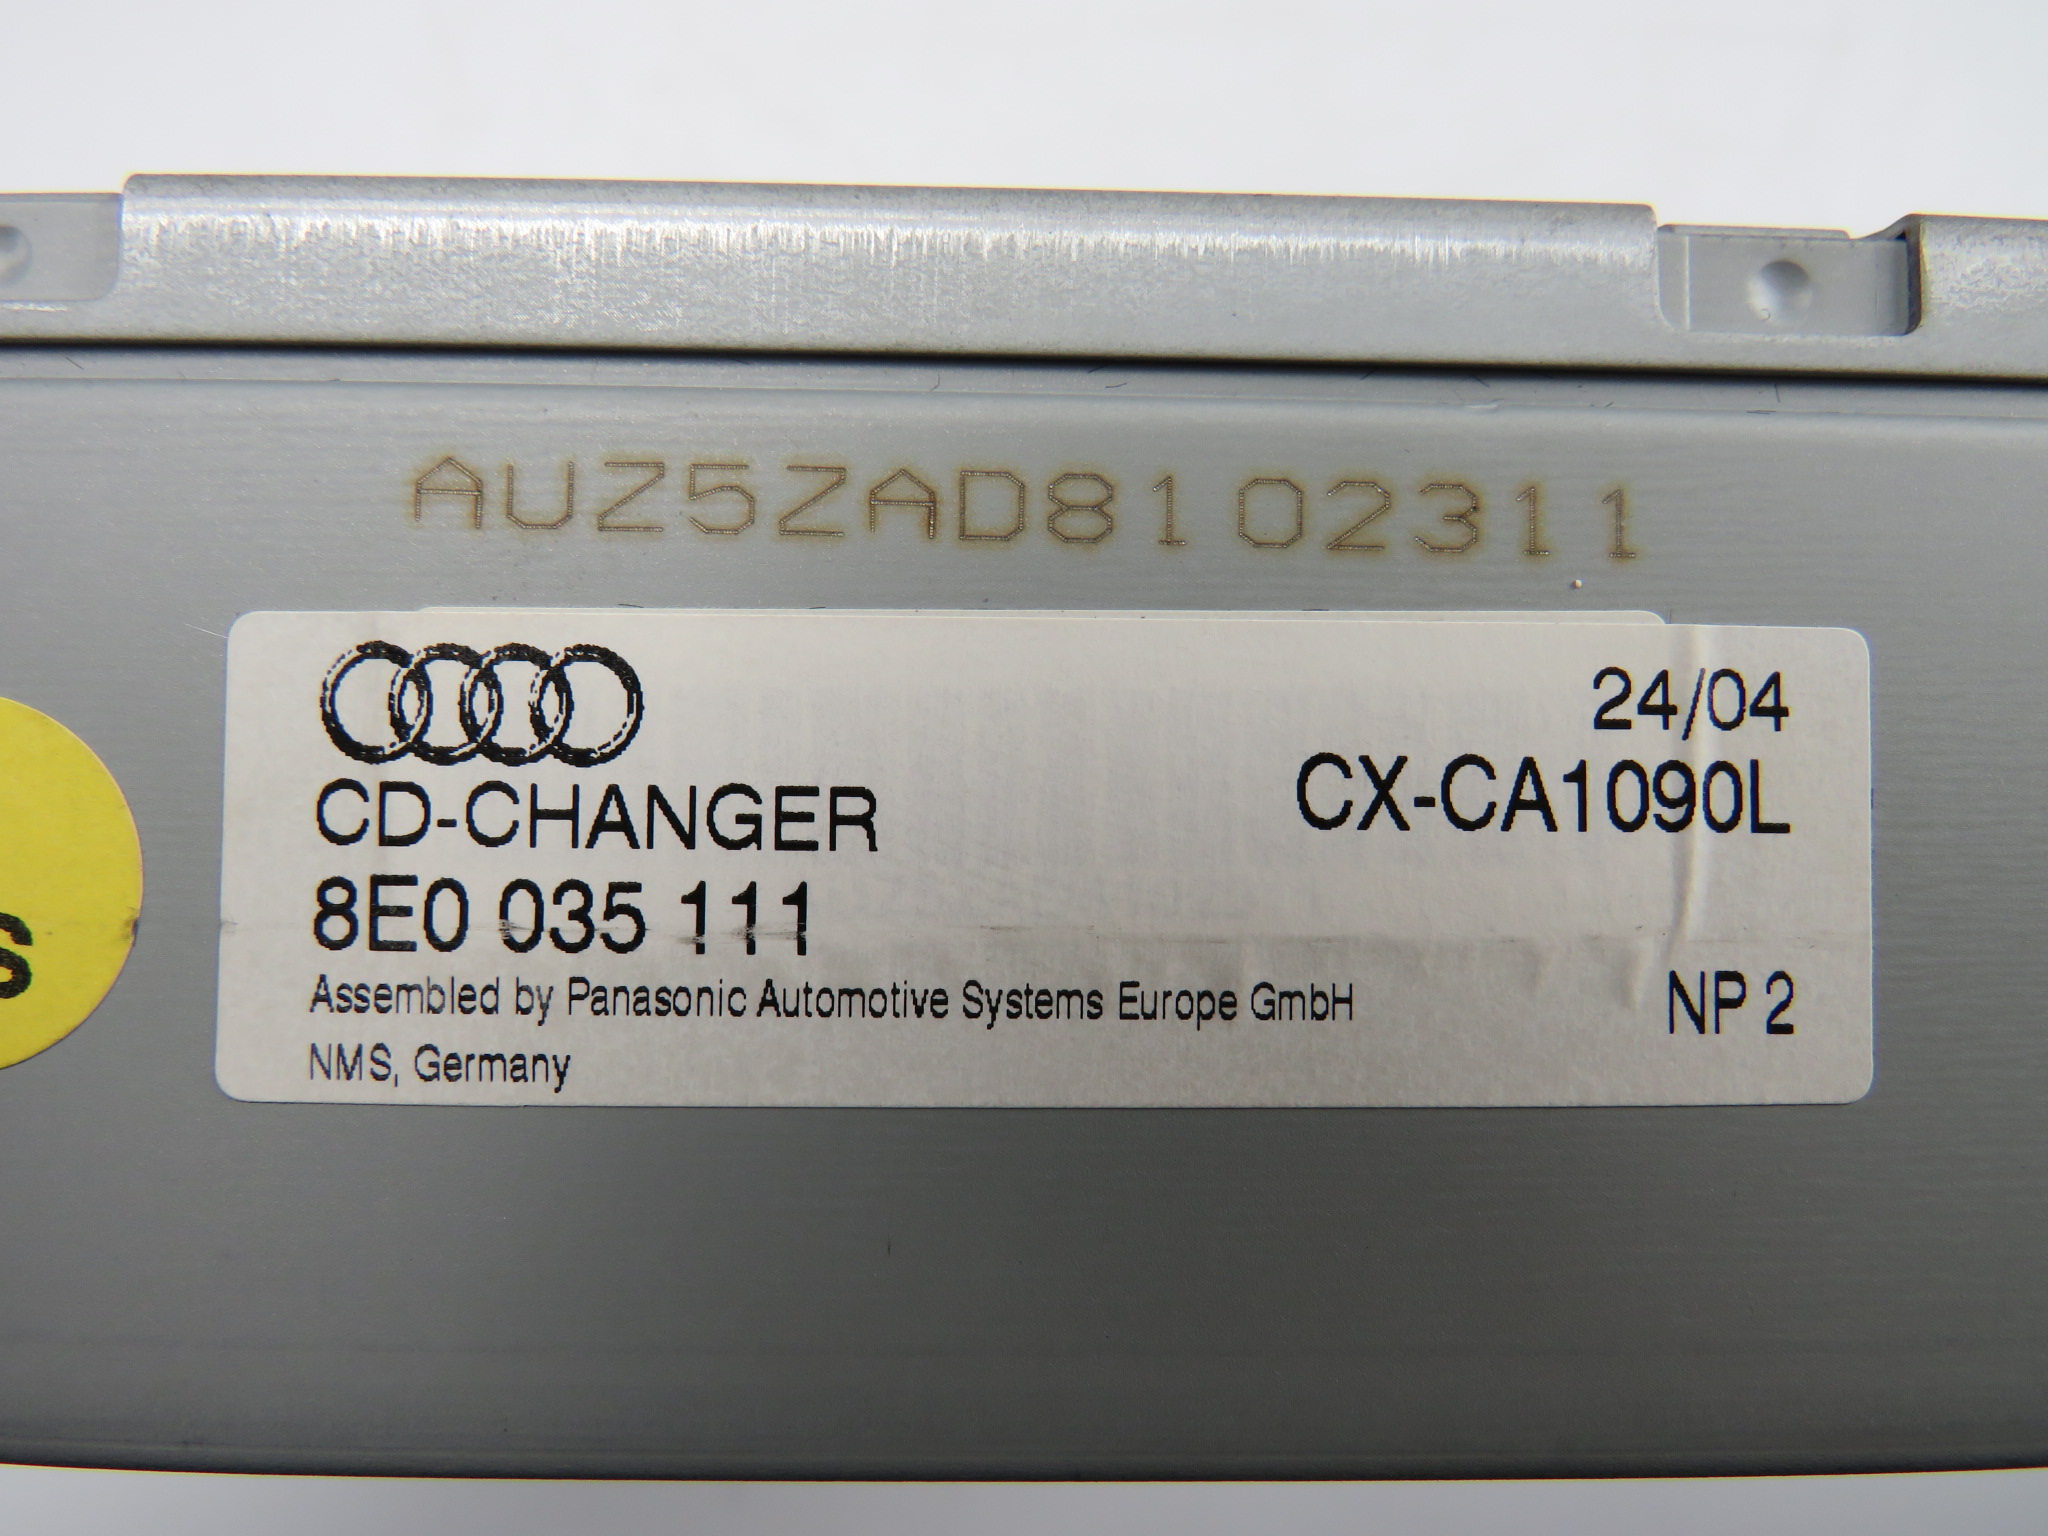 AUZ5ZAD8102311
24/04
CD-CHANGER
CX-CA1090L
8E0 035 111
Assembled by Panasonic Automotive Systems Europe GmbH
NP 2
NMS, Germany
S